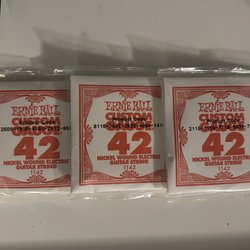 ERNIE BALL
CUSTOM
42
NICKEL WOUND ELECTRIC
GUITAR STRING
1142
ERNIE BALL
CUSTOM
42
NICKEL WOUND ELECTRIC
GUITAR STRING
1142
ERNIE BALL
CUSTOM
42
NICKEL WOUND ELECTRIC
GUITAR STRING
1142